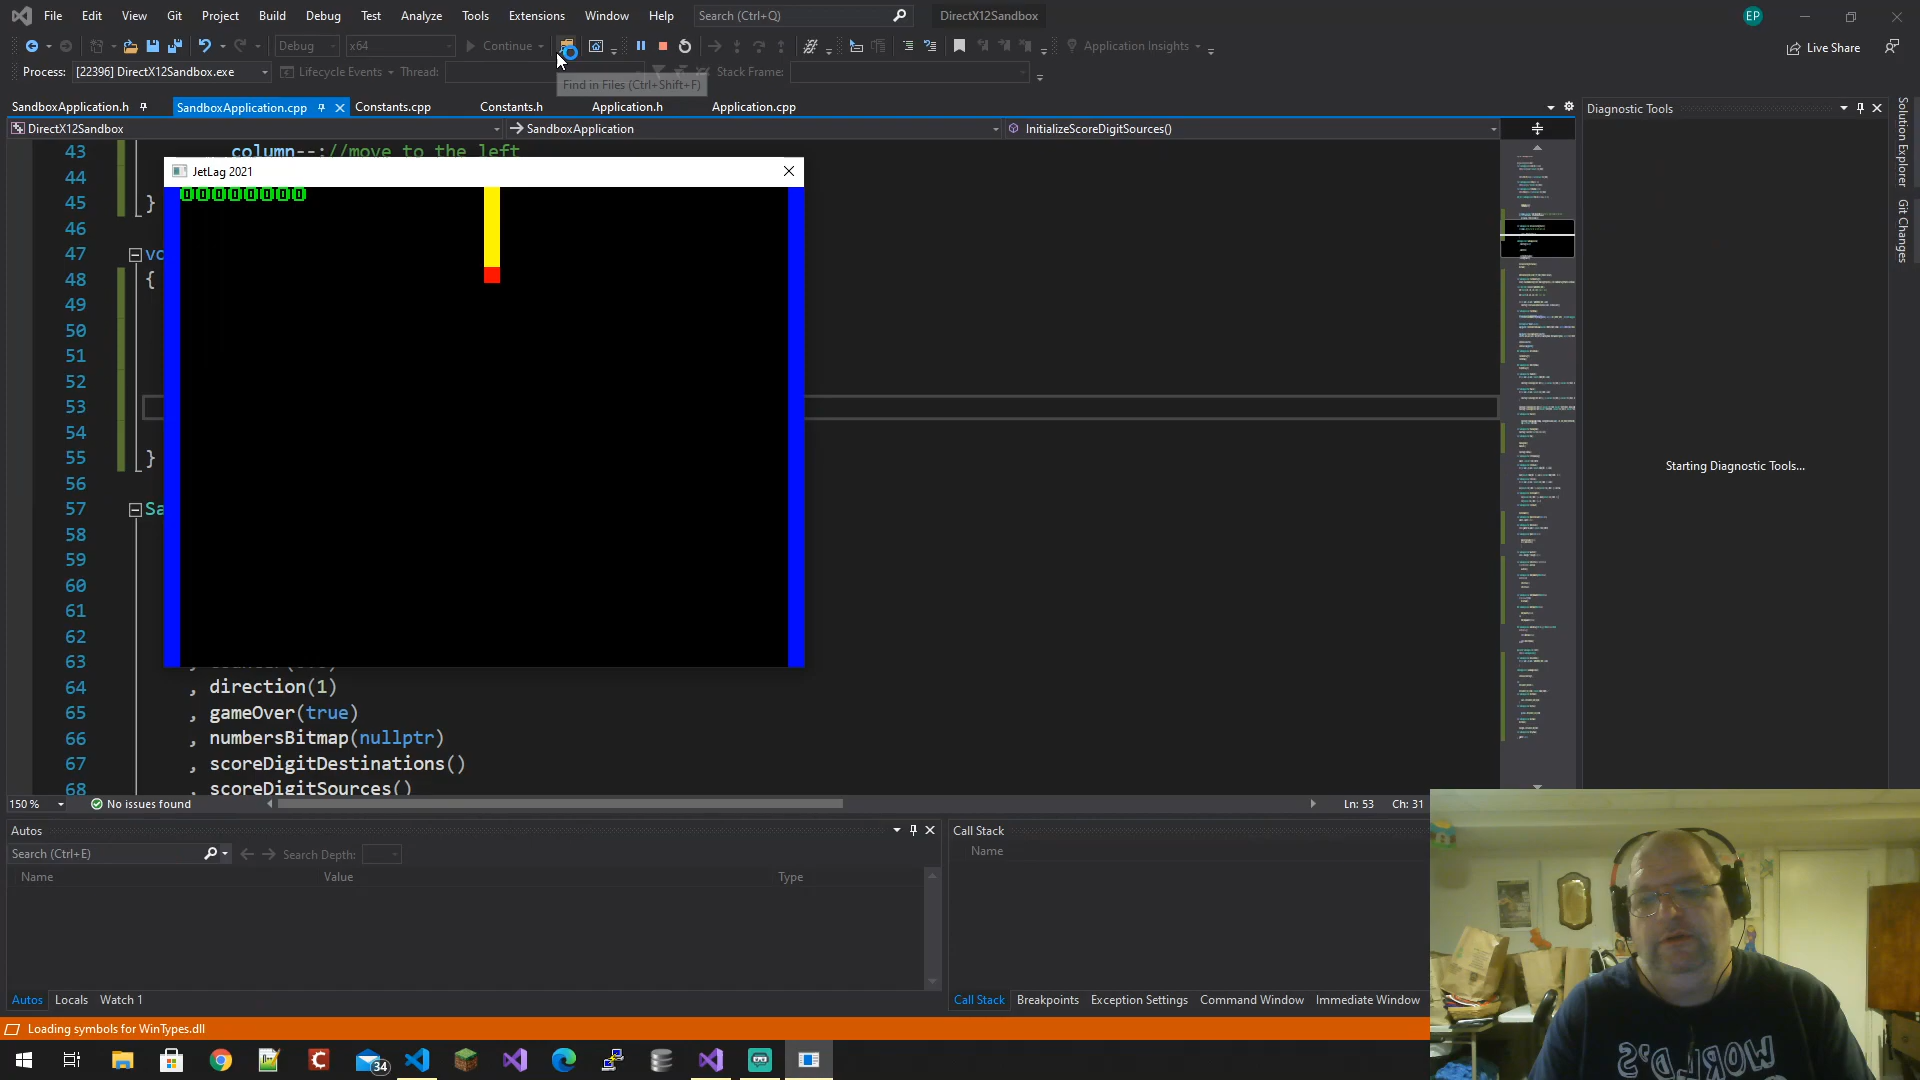 File Edit View Git Project Build Debug Test Analyze Tools Extensions Window Help Search (Ctrl+Q) DirectX12Sandbox EP
Debug x64 Continue Application Insights Live Share
Process: [22396] DirectX12Sandbox.exe Lifecycle Events Thread: Stack Frame:
Find in Files (Ctrl+Shift+F)
SandboxApplication.h SandboxApplication.cpp Constants.cpp Constants.h Application.h Application.cpp
Diagnostic Tools
DirectX12Sandbox SandboxApplication InitializeScoreDigitSources()
Solution Explorer
Git Changes
43 column--;//move to the left
JetLag 2021
00000000
44
45 }
46
47 vo
48 {
49
50
51
52
53
54
55 }
56
57 Sa
58
59
60
61
62
63
64 , direction(1)
65 , gameOver(true)
66 , numbersBitmap(nullptr)
67 , scoreDigitDestinations()
68 , scoreDigitSources()
Starting Diagnostic Tools...
150 % No issues found Ln: 53 Ch: 31
Autos
Search (Ctrl+E) Search Depth:
Name Value Type
Autos Locals Watch 1
Call Stack
Name
Call Stack Breakpoints Exception Settings Command Window Immediate Window
Loading symbols for WinTypes.dll
34
WORLD'S